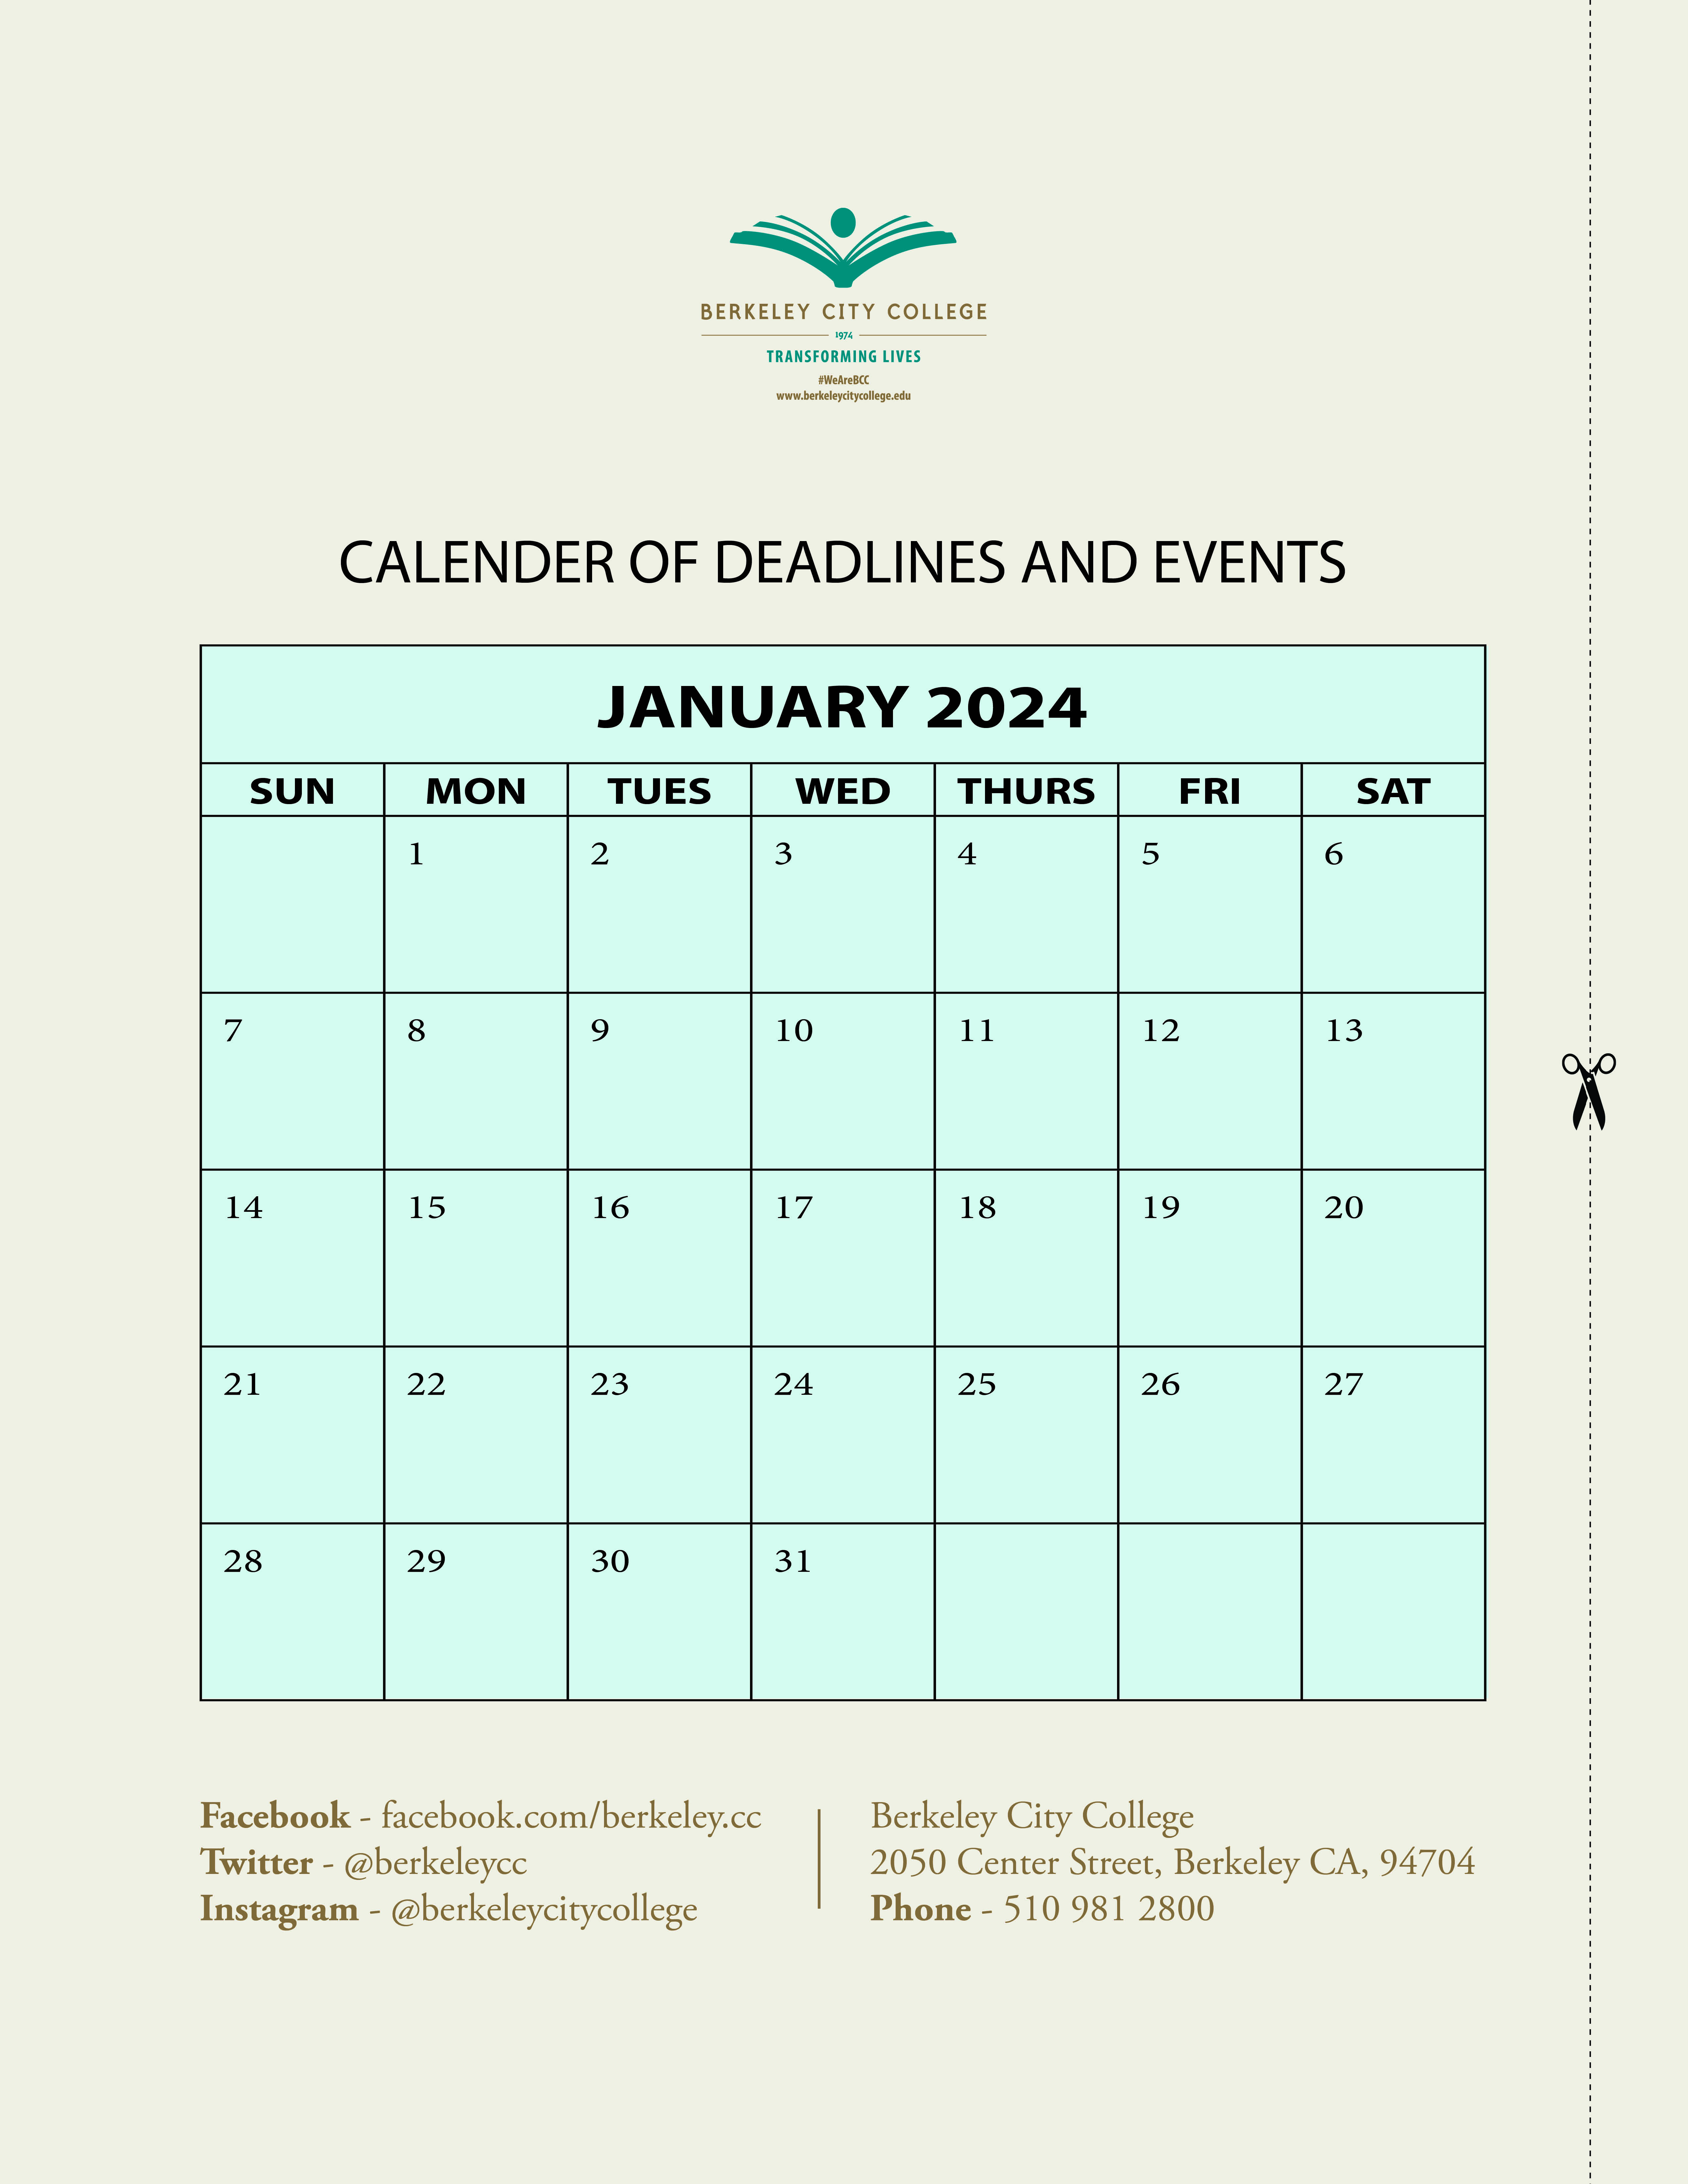 BERKELEY CITY COLLEGE
1974
TRANSFORMING LIVES
#WeAreBCC
www.berkeleycitycollege.edu
CALENDER OF DEADLINES AND EVENTS
JANUARY 2024
SUN MON TUES WED THURS FRI SAT
1 2 3 4 5 6
7 8 9 10 11 12 13
14 15 16 17 18 19 20
21 22 23 24 25 26 27
28 29 30 31
Facebook - facebook.com/berkeley.cc
Twitter - @berkeleycc
Instagram - @berkeleycitycollege
Berkeley City College
2050 Center Street, Berkeley CA, 94704
Phone - 510 981 2800